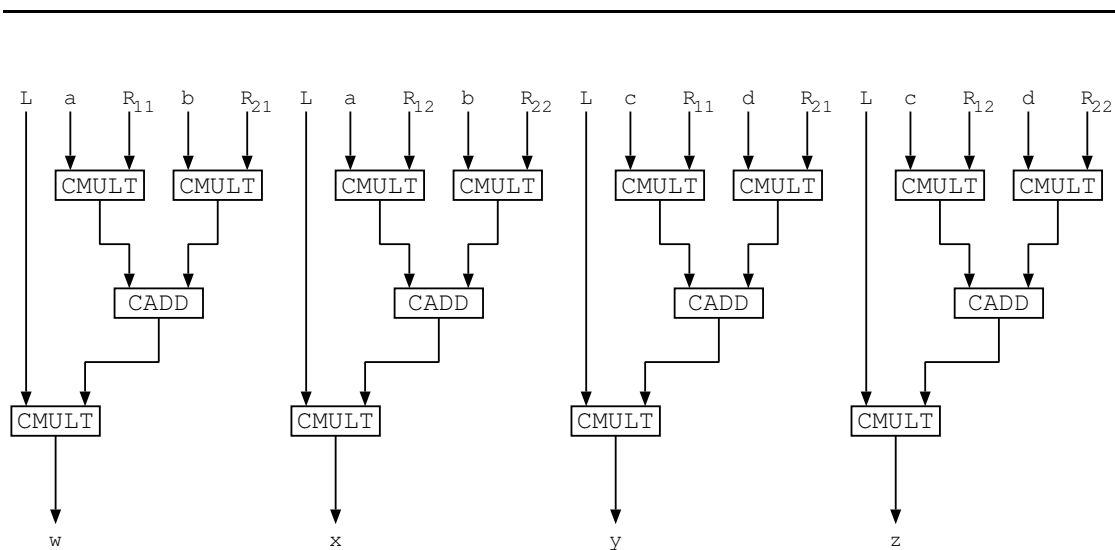 L a R11 b R21 L a R12 b R22 L c R11 d R21 L c R12 d R22
CMULT CMULT CMULT CMULT CMULT CMULT CMULT CMULT
CADD CADD CADD CADD
CMULT CMULT CMULT CMULT
w x y z